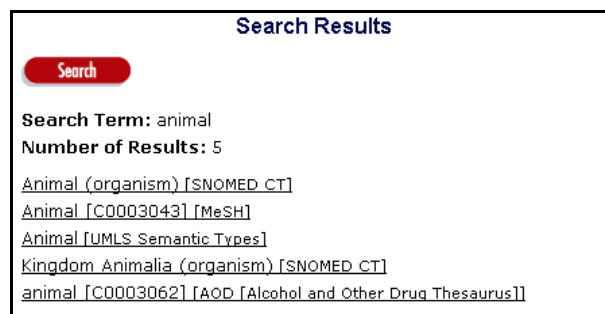 Search Results
Search
Search Term: animal
Number of Results: 5
Animal (organism) [SNOMED CT]
Animal [C0003043] [MeSH]
Animal [UMLS Semantic Types]
Kingdom Animalia (organism) [SNOMED CT]
animal [C0003062] [AOD [Alcohol and Other Drug Thesaurus]]